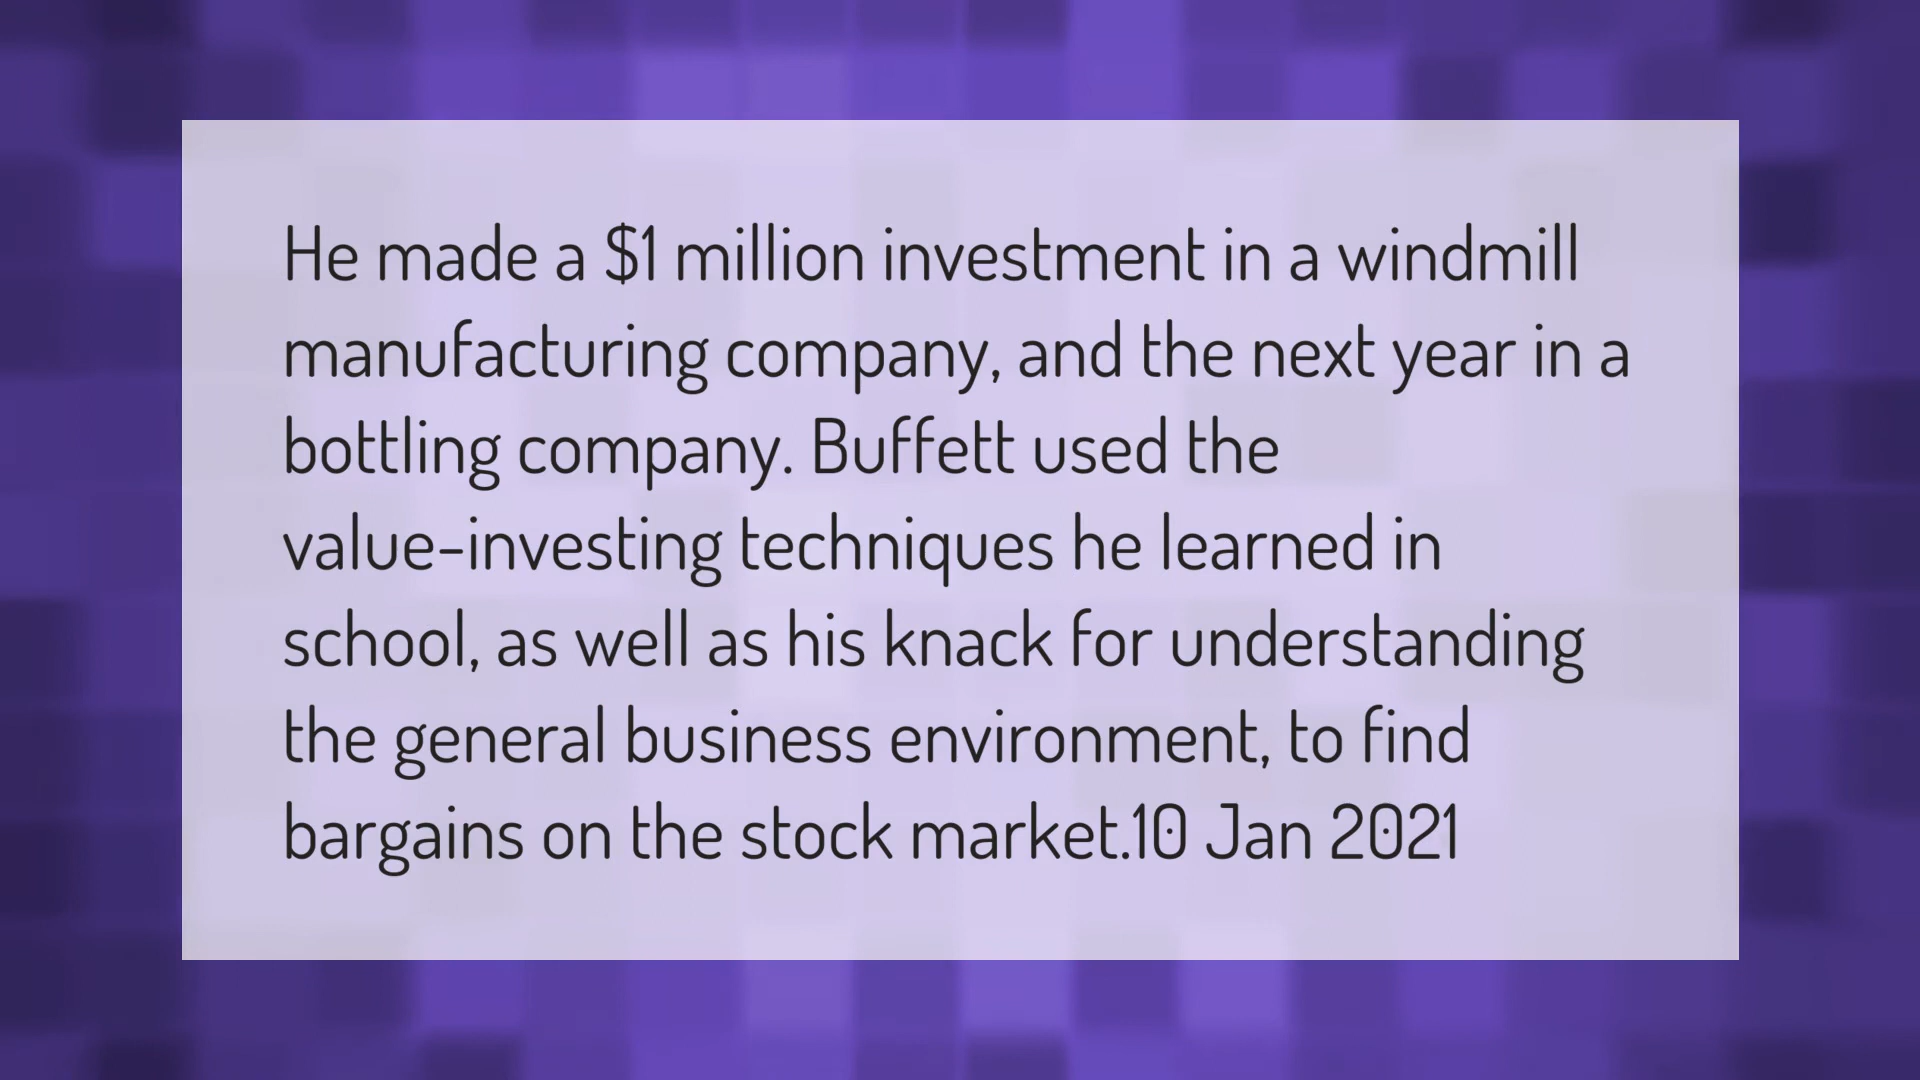 He made a $1 million investment in a windmill
manufacturing company, and the next year in a
bottling company. Buffett used the
value-investing techniques he learned in
school, as well as his knack for understanding
the general business environment, to find
bargains on the stock market.10 Jan 2021